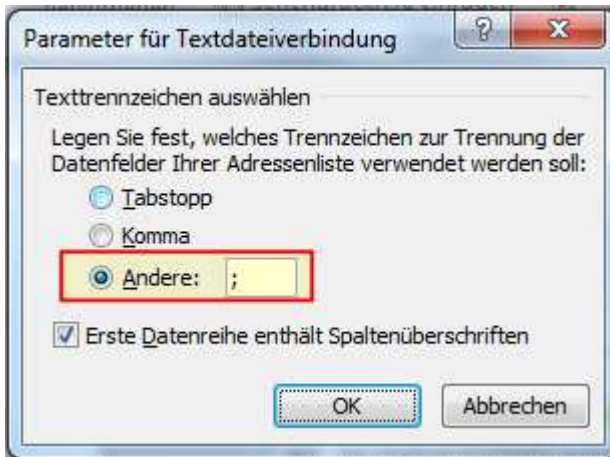 Parameter für Textdateiverbindung
Texttrennzeichen auswählen
Legen Sie fest, welches Trennzeichen zur Trennung der
Datenfelder Ihrer Adressenliste verwendet werden soll:
Tabstopp
Komma
Andere: ;
Erste Datenreihe enthält Spaltenüberschriften
OK Abbrechen